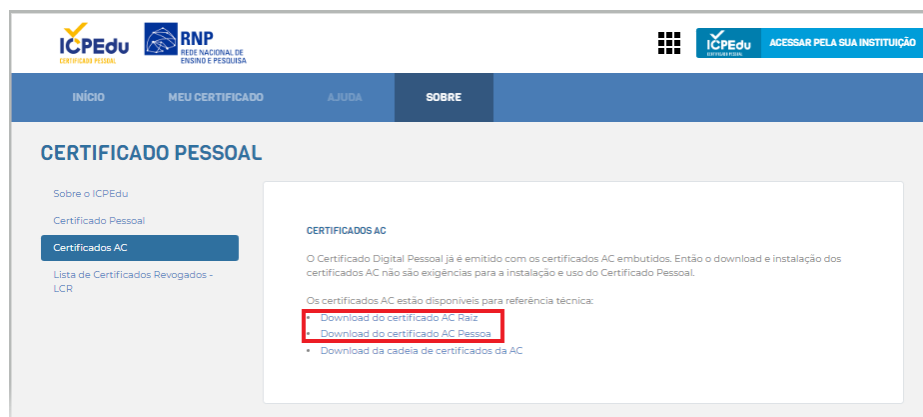 ICPEdu
CERTIFICADO PESSOAL
RNP
REDE NACIONAL DE
ENSINO E PESQUISA
ICPEdu
CERTIFICADO PESSOAL
ACESSAR PELA SUA INSTITUIÇÃO
INÍCIO
MEU CERTIFICADO
AJUDA
SOBRE
CERTIFICADO PESSOAL
Sobre o ICPEdu
Certificado Pessoal
Certificados AC
Lista de Certificados Revogados -
LCR
CERTIFICADOS AC
O Certificado Digital Pessoal já é emitido com os certificados AC embutidos. Então o download e instalação dos
certificados AC não são exigências para a instalação e uso do Certificado Pessoal.
Os certificados AC estão disponíveis para referência técnica:
• Download do certificado AC Raiz
• Download do certificado AC Pessoa
• Download da cadeia de certificados da AC